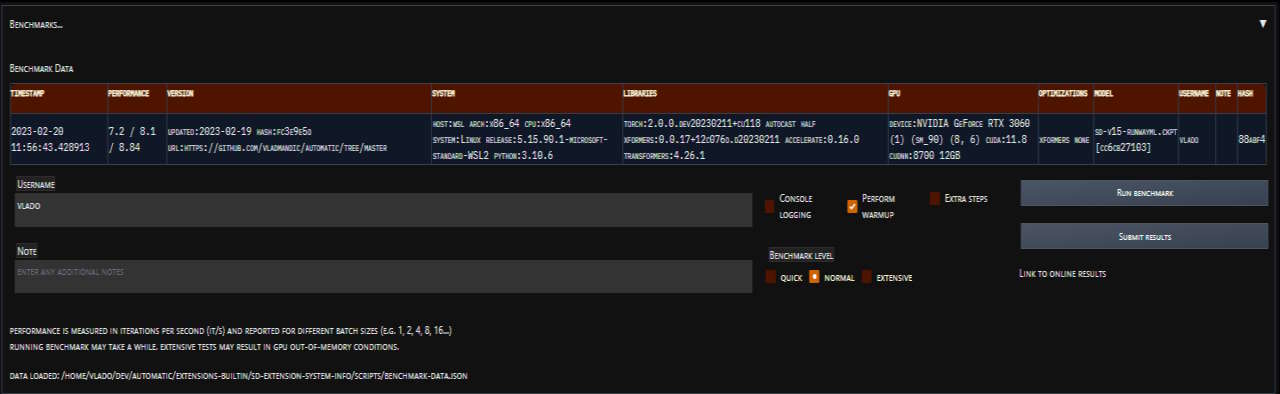 Benchmarks...
▼
Benchmark Data
TIMESTAMP PERFORMANCE VERSION SYSTEM LIBRARIES GPU OPTIMIZATIONS MODEL USERNAME NOTE HASH
2023-02-20 11:56:43.428913
7.2 / 8.1 / 8.84
updated:2023-02-19 hash:fc3e9e5d
url:https://github.com/vladmandic/automatic/tree/master
host:WSL arch:x86_64 cpu:x86_64
system:Linux release:5.15.90.1-microsoft-
standard-WSL2 python:3.10.6
torch:2.0.0.dev20230211+cu118 autocast half
xformers:0.0.17+12c076d.d20230211 accelerate:0.16.0
transformers:4.26.1
device:NVIDIA GeForce RTX 3060
(1) (sm_90) (8, 6) cuda:11.8
cudnn:8700 12GB
xformers none
sd-v15-runwayml.ckpt
[cc6cb27103]
vlado
88abf4
Username
vlado
Note
enter any additional notes
Console
logging
Perform
warmup
Extra steps
Benchmark level
quick normal extensive
Run benchmark
Submit results
Link to online results
Performance is measured in iterations per second (it/s) and reported for different batch sizes (e.g. 1, 2, 4, 8, 16...)
Running benchmark may take a while. Extensive tests may result in GPU out-of-memory conditions.
Data loaded: /home/vlado/dev/automatic/extensions-builtin/sd-extension-system-info/scripts/benchmark-data.json